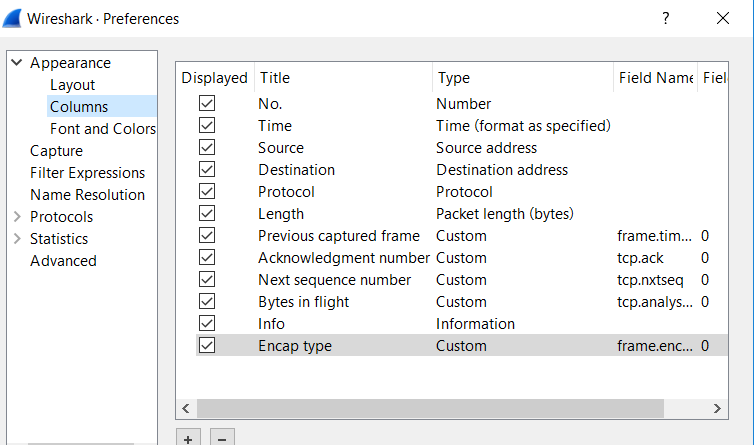 Wireshark · Preferences
? ×
Appearance
Layout
Columns
Font and Colors
Capture
Filter Expressions
Name Resolution
Protocols
Statistics
Advanced
Displayed Title Type Field Name Fiel
No. Number
Time Time (format as specified)
Source Source address
Destination Destination address
Protocol Protocol
Length Packet length (bytes)
Previous captured frame Custom frame.tim... 0
Acknowledgment number Custom tcp.ack 0
Next sequence number Custom tcp.nxtseq 0
Bytes in flight Custom tcp.analys... 0
Info Information
Encap type Custom frame.enc... 0
+ −